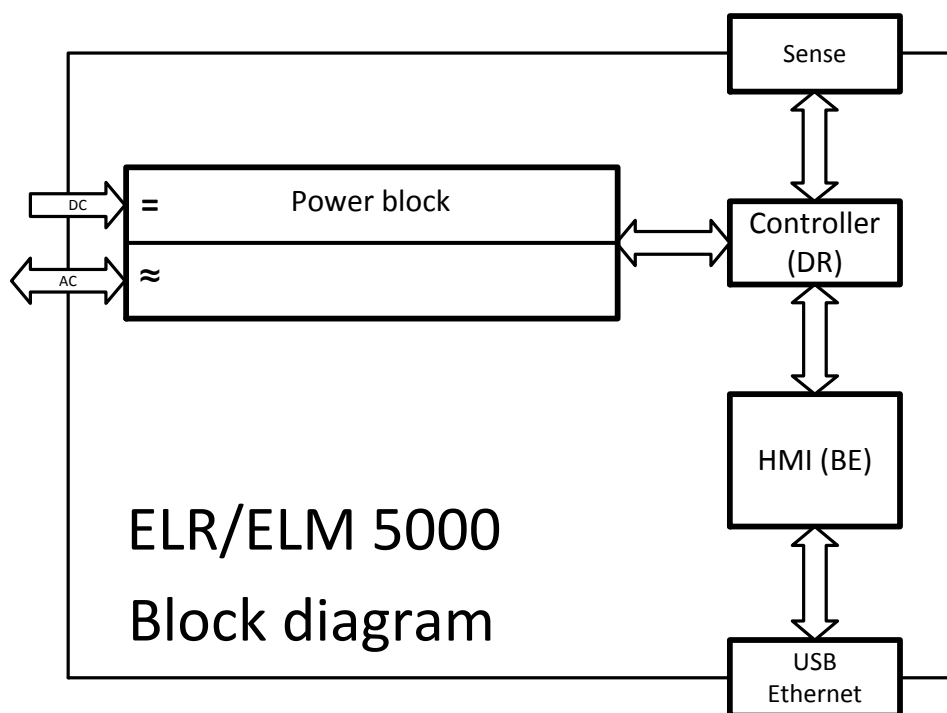 Sense
DC
=
Power block
Controller
(DR)
AC
≈
HMI (BE)
ELR/ELM 5000
Block diagram
USB
Ethernet